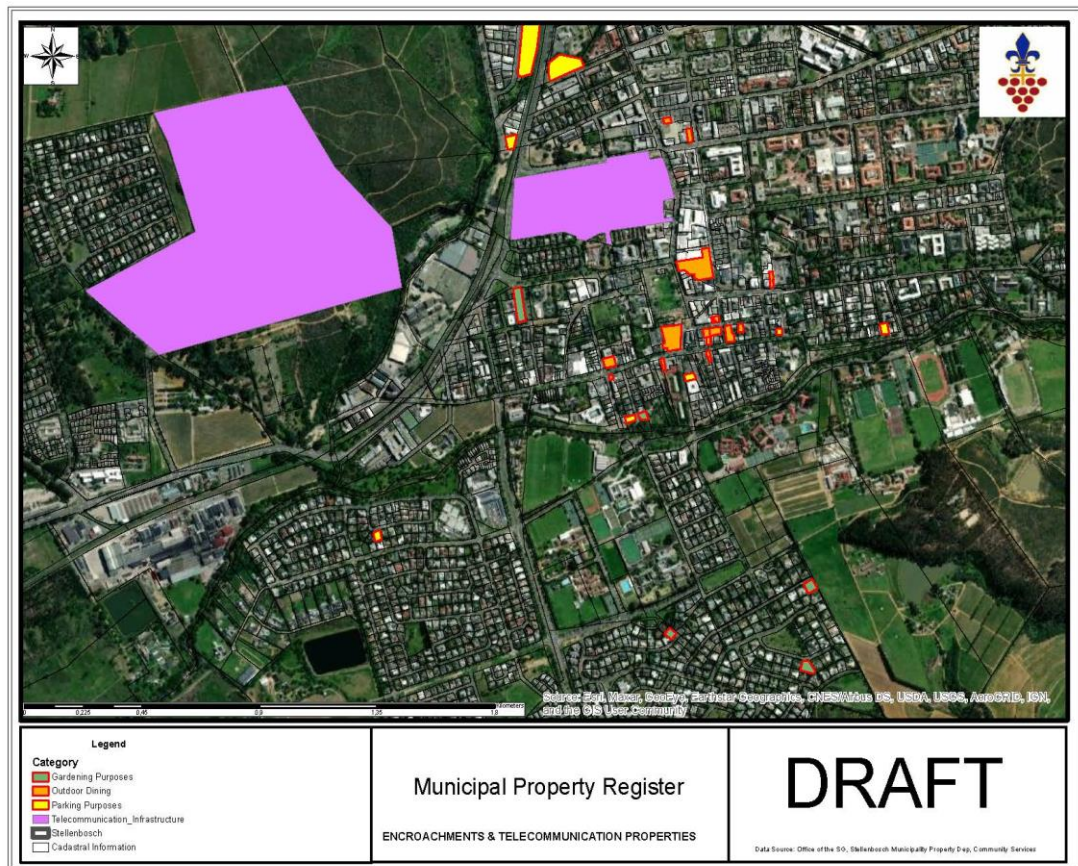 N
W
E
S
Source: Esri, Maxar, GeoEye, Earthstar Geographics, CNES/Airbus DS, USDA, USGS, AeroGRID, IGN,
and the GIS User Community
0 0.225 0.45 0.9 1.35 1.8
Kilometers
Legend
Category
Gardening Purposes
Outdoor Dining
Parking Purposes
Telecommunication_Infrastructure
Stellenbosch
Cadastral Information
Municipal Property Register
ENCROACHMENTS & TELECOMMUNICATION PROPERTIES
DRAFT
Data Source: Office of the SG, Stellenbosch Municipality Property Dep, Community Services